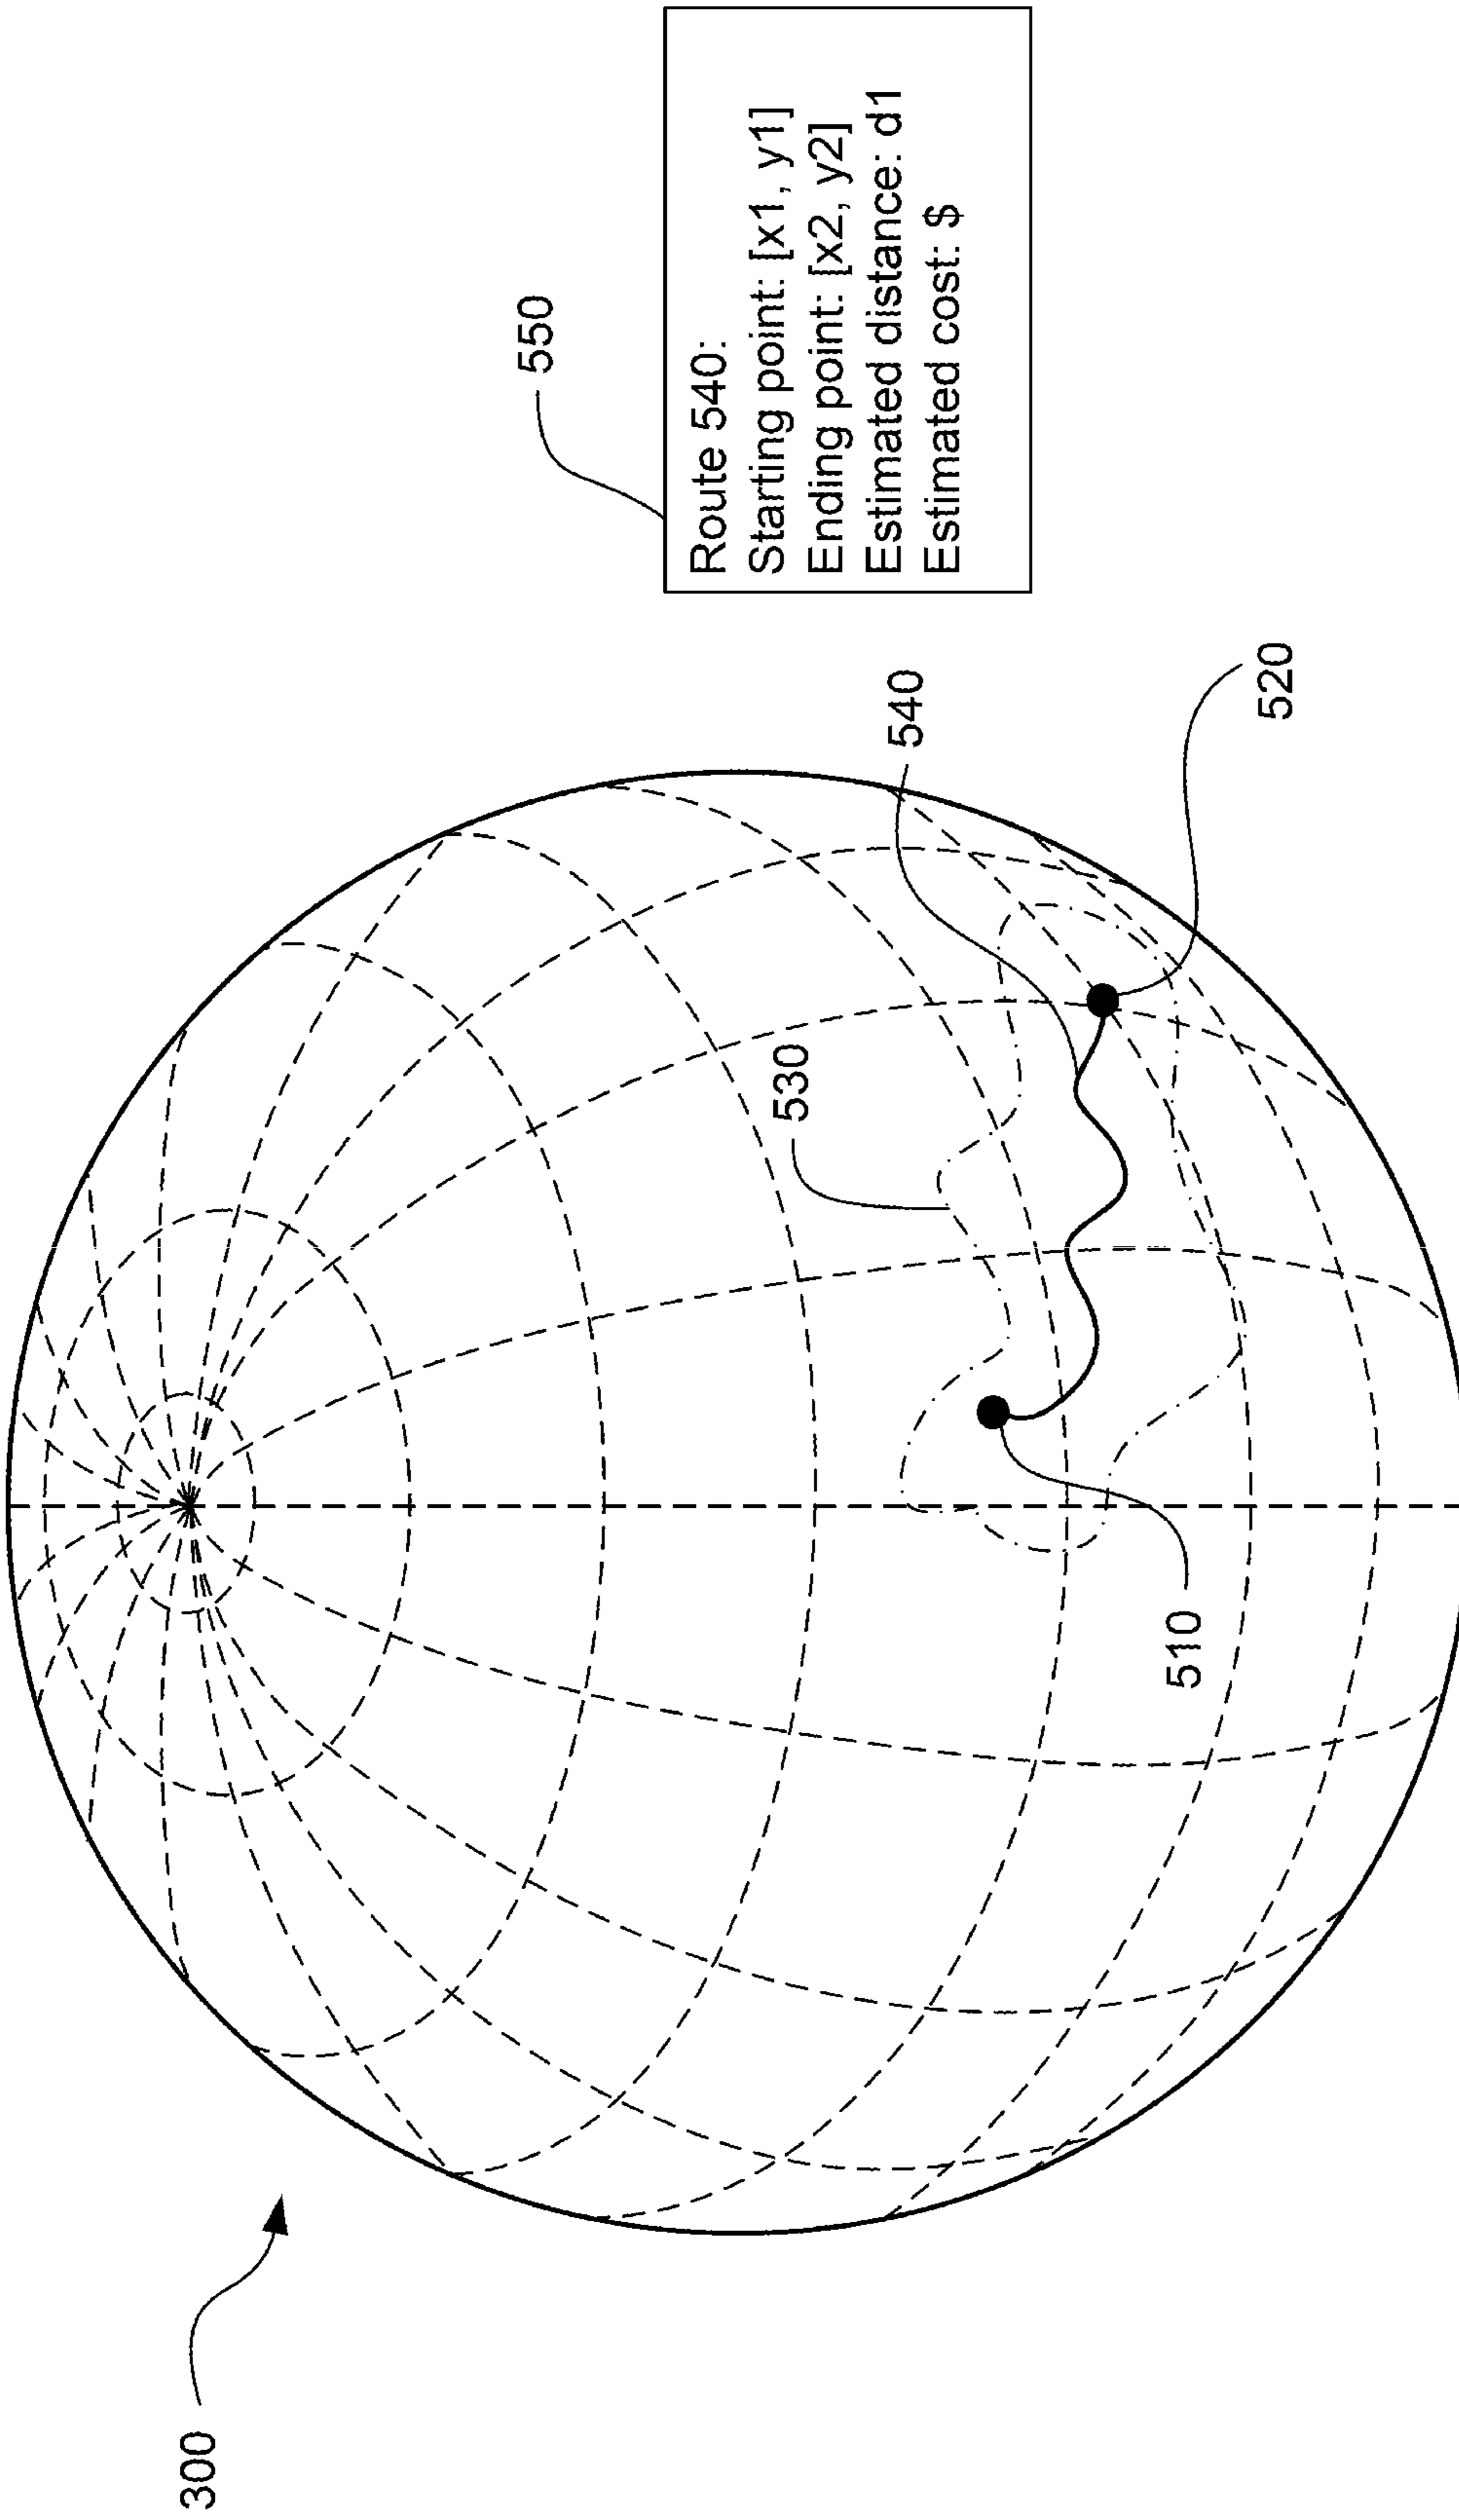 300
550
Route 540:
Starting point: [x1, y1]
Ending point: [x2, y2]
Estimated distance: d1
Estimated cost: $
530
540
510
520